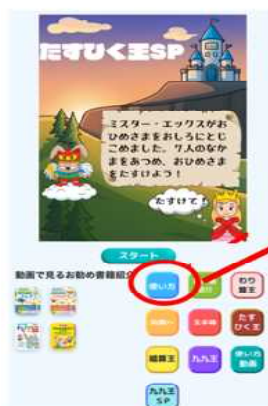 たすひく王SP
ミスター・エックスがお
ひめさまをおしろにとじ
こめました。7人のなか
まをあつめ、おひめさま
をたすけよう！
たすけて！
スタート
動画で見るお勧め書籍紹介
使い方
わり
算王
たす
ひく王
暗算王
九九王
使い方
動画
九九王
SP